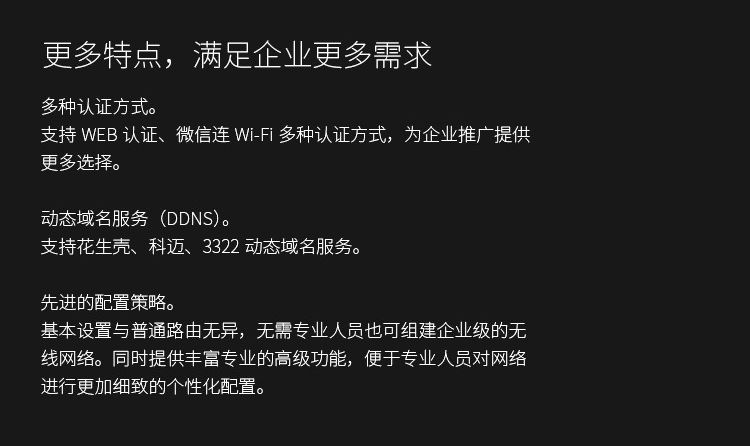 更多特点，满足企业更多需求
多种认证方式。
支持 WEB 认证、微信连 Wi-Fi 多种认证方式，为企业推广提供
更多选择。
动态域名服务（DDNS）。
支持花生壳、科迈、3322 动态域名服务。
先进的配置策略。
基本设置与普通路由无异，无需专业人员也可组建企业级的无
线网络。同时提供丰富专业的高级功能，便于专业人员对网络
进行更加细致的个性化配置。